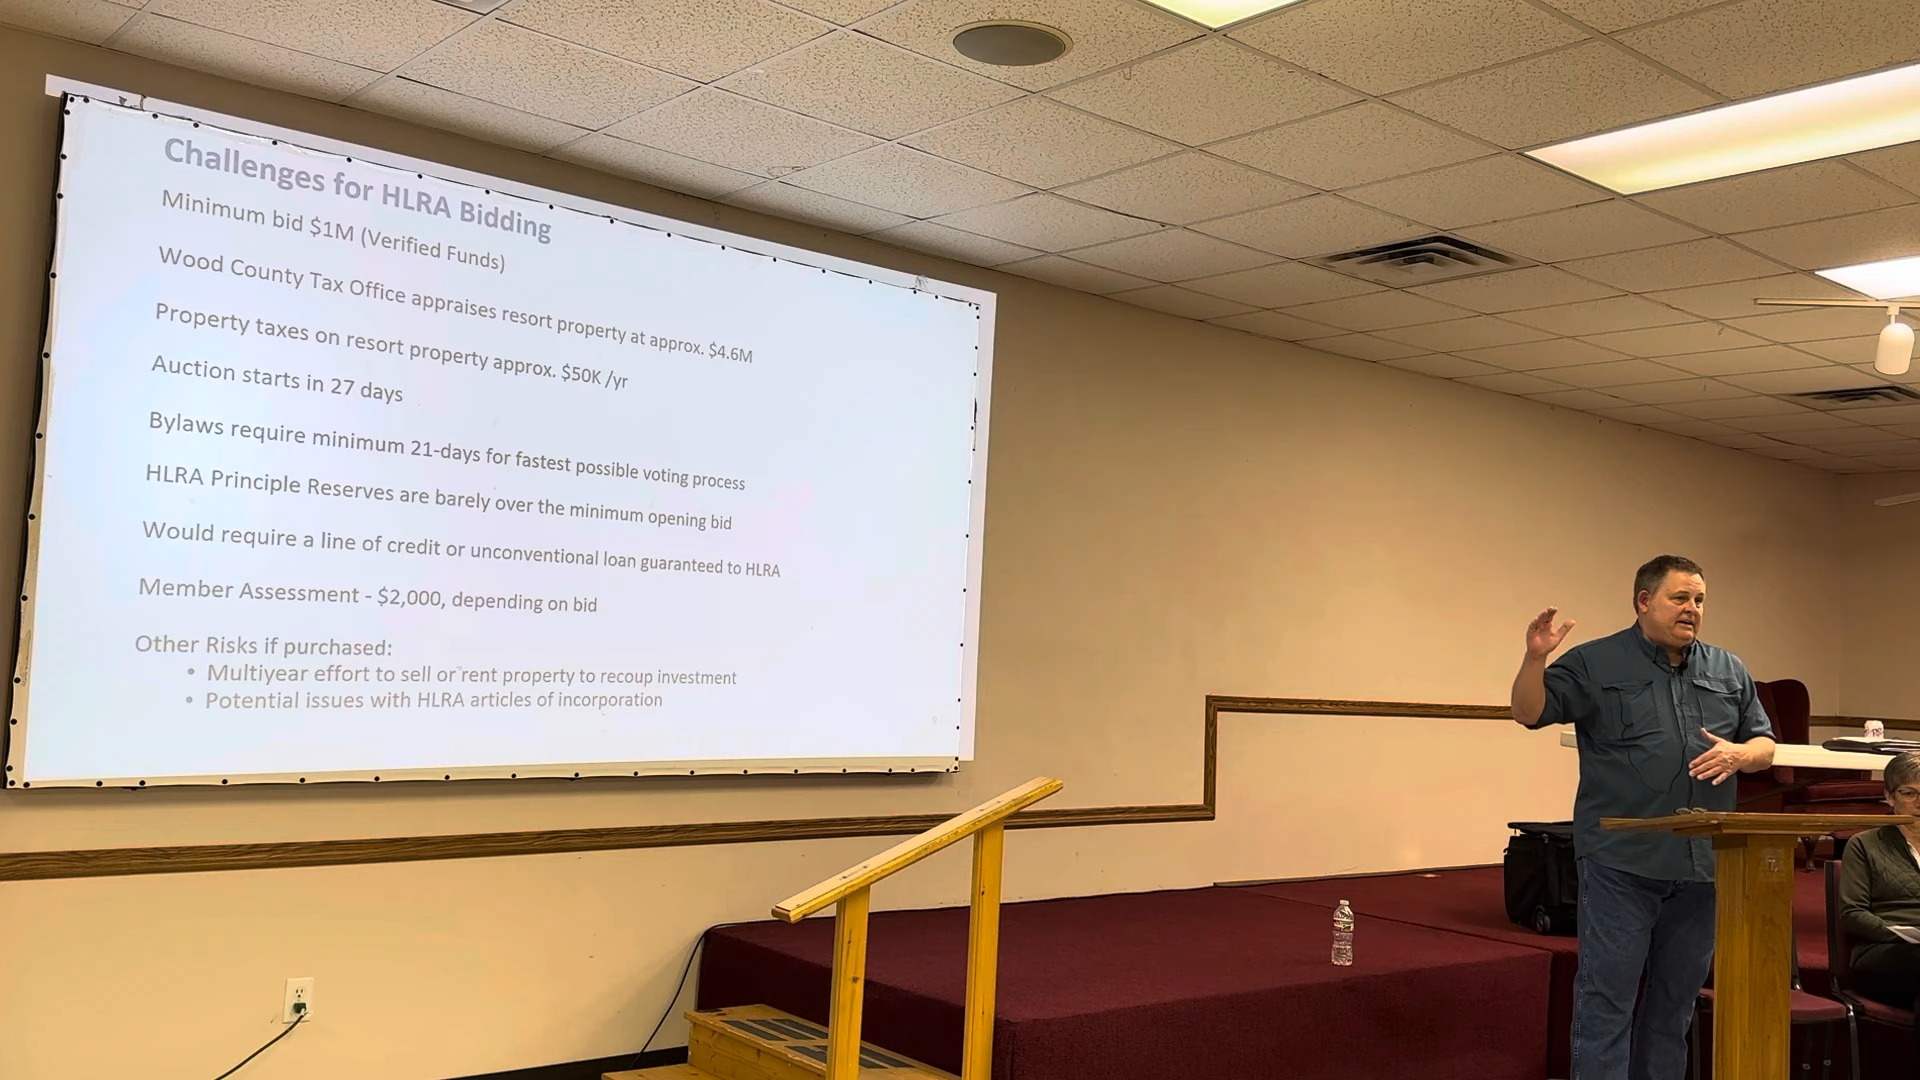 Challenges for HLRA Bidding
Minimum bid $1M (Verified Funds)
Wood County Tax Office appraises resort property at approx. $4.6M
Property taxes on resort property approx. $50K /yr
Auction starts in 27 days
Bylaws require minimum 21-days for fastest possible voting process
HLRA Principle Reserves are barely over the minimum opening bid
Would require a line of credit or unconventional loan guaranteed to HLRA
Member Assessment - $2,000, depending on bid
Other Risks if purchased:
• Multiyear effort to sell or rent property to recoup investment
• Potential issues with HLRA articles of incorporation
9